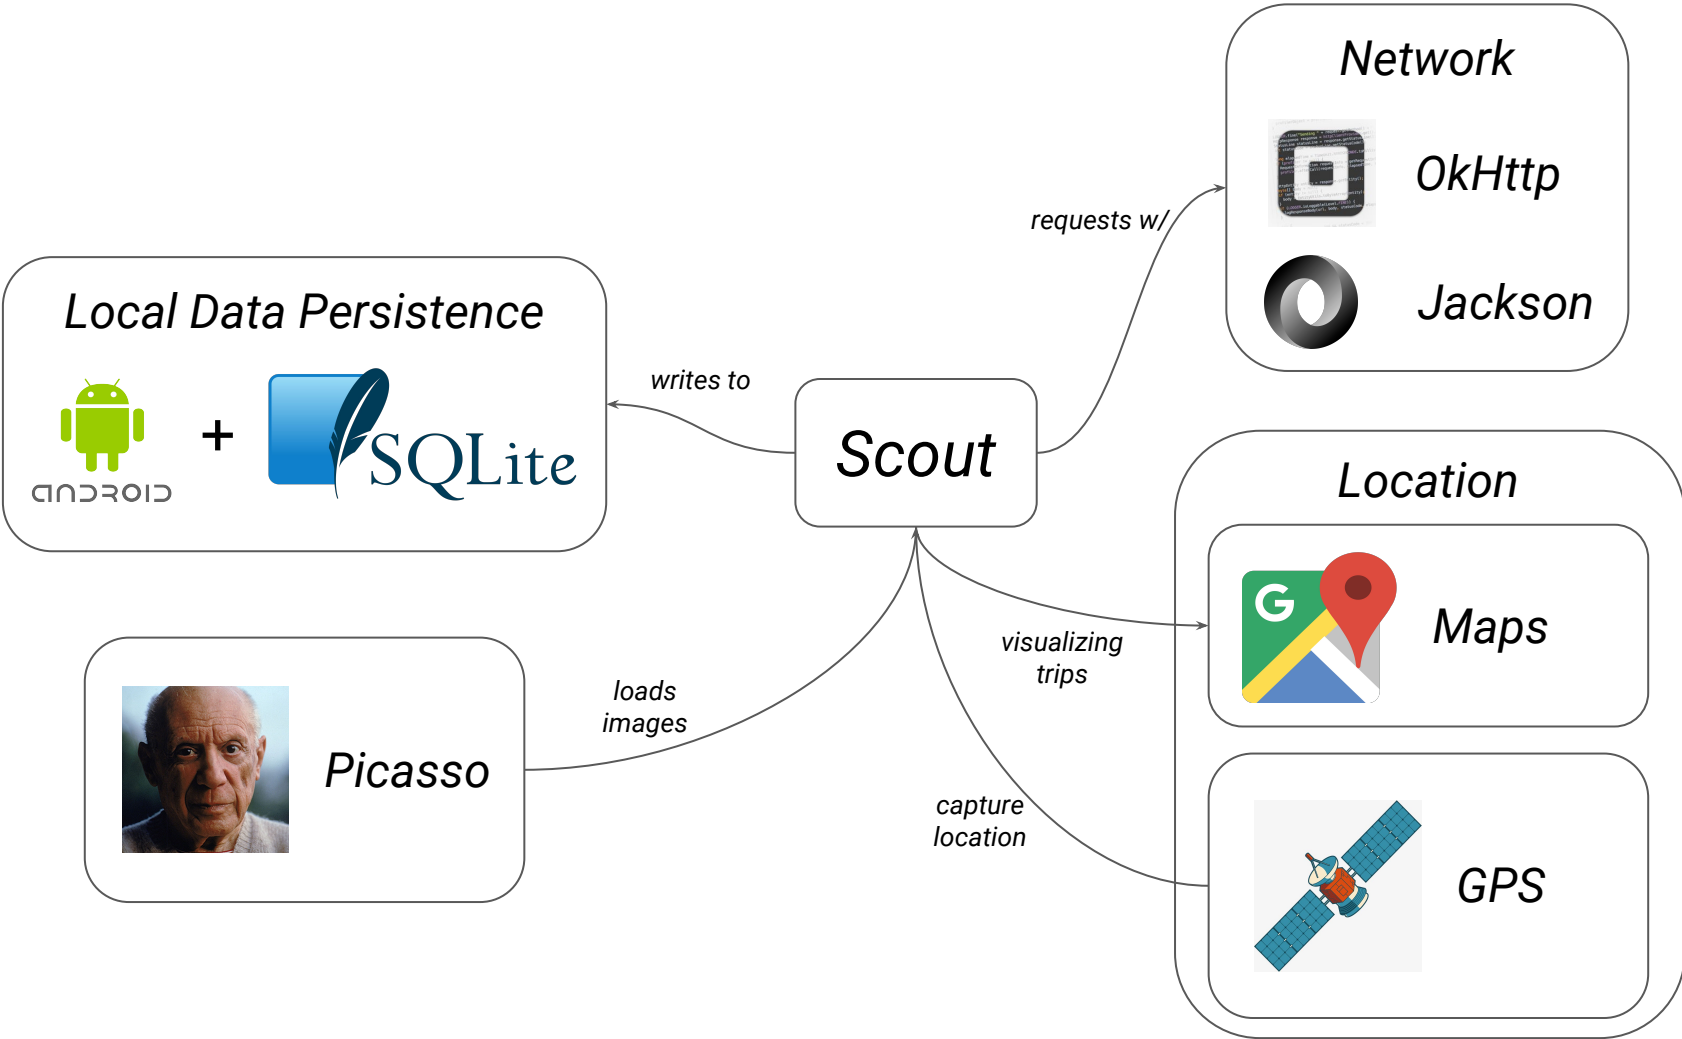 Network
OkHttp
Jackson
requests w/
Local Data Persistence
android
+
SQLite
writes to
Scout
Location
G
Maps
visualizing
trips
loads
images
Picasso
capture
location
GPS